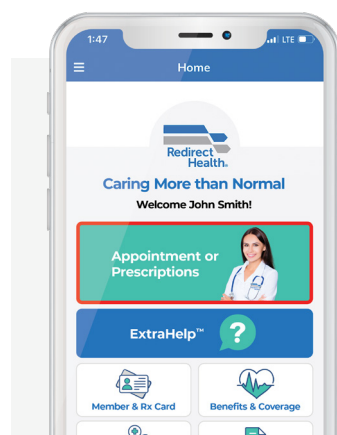 1:47
LTE
Home
Redirect
Health®
Caring More than Normal
Welcome John Smith!
Appointment or
Prescriptions
ExtraHelp™
?
Member & Rx Card
Benefits & Coverage